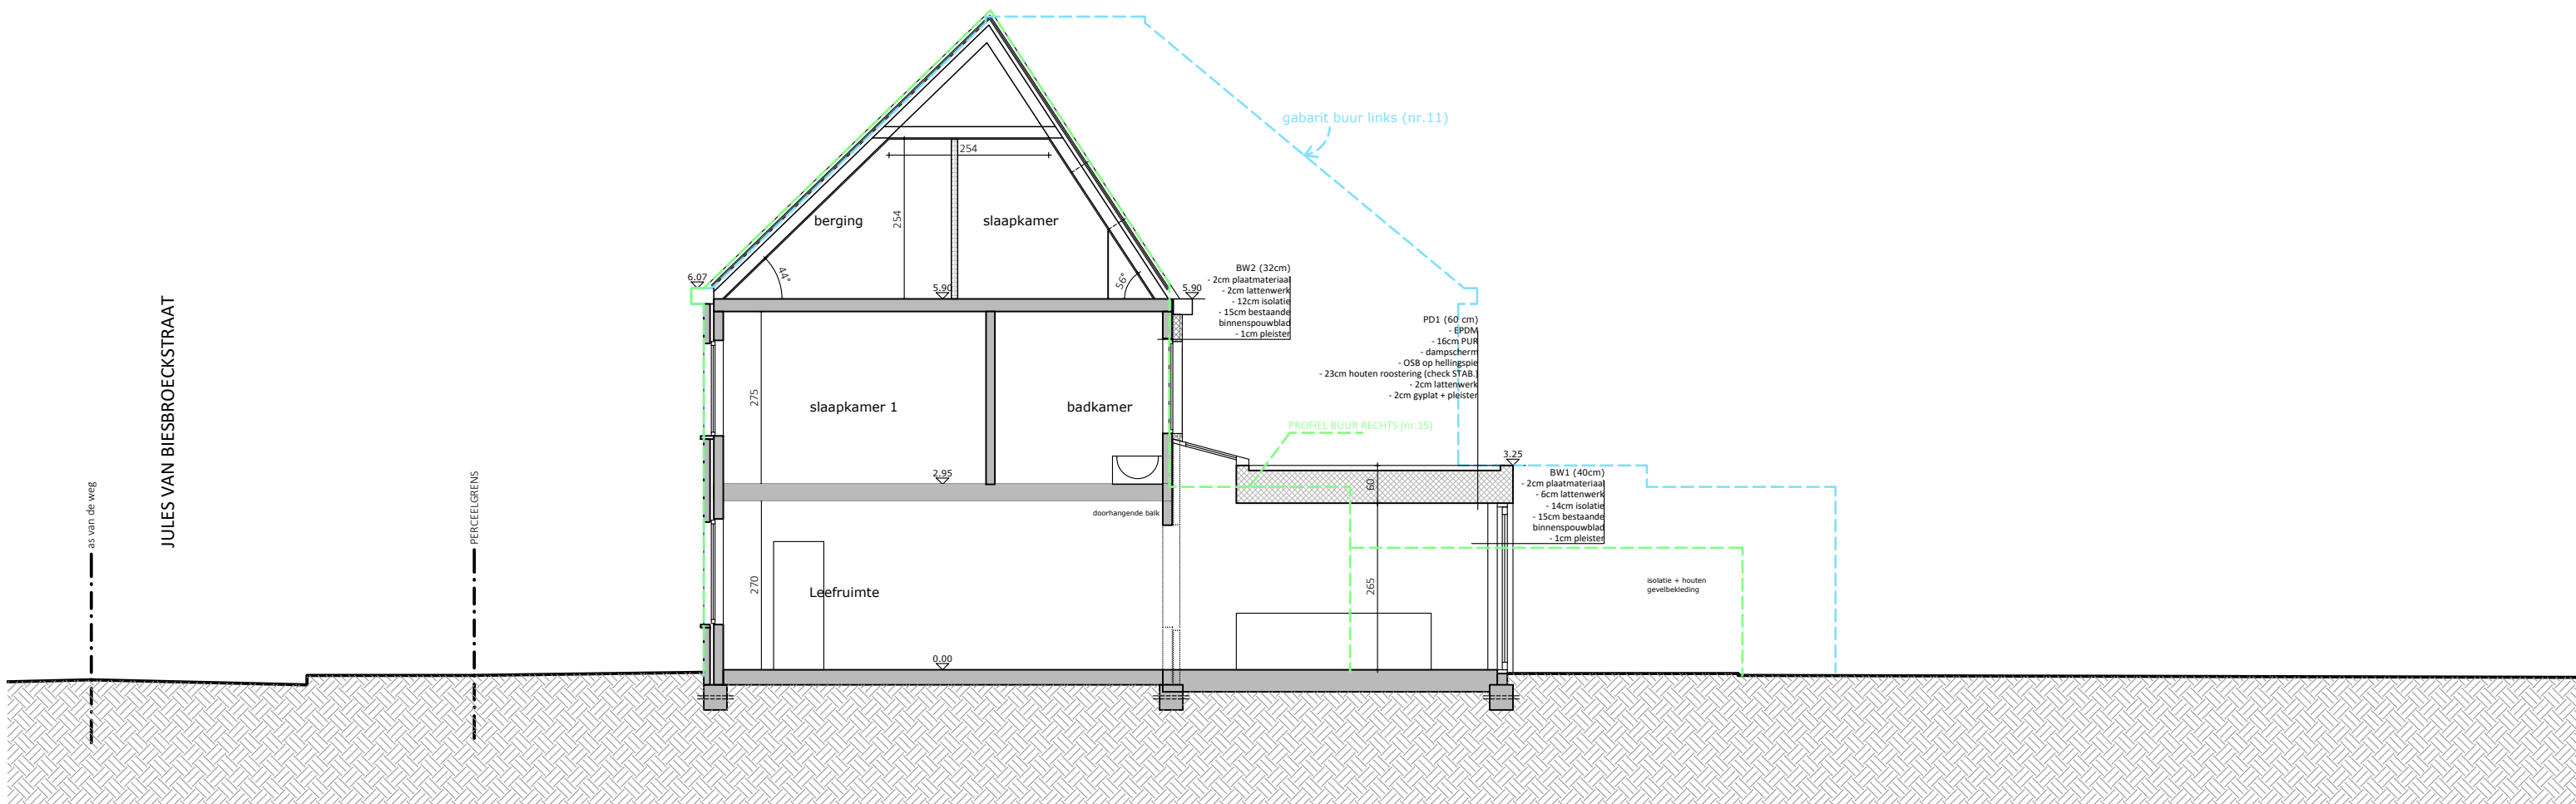 gabarit buur links (nr.11)
254
berging
254
slaapkamer
44°
56°
6.07
5.90
5.90
BW2 (32cm)
- 2cm plaatmateriaal
- 2cm lattenwerk
- 12cm isolatie
- 15cm bestaande
binnenspouwblad
- 1cm pleister
JULES VAN BIESBROECKSTRAAT
PD1 (60 cm)
- EPDM
- 16cm PUR
- dampscherm
- OSB op hellingspie
- 23cm houten roostering (check STAB.)
- 2cm lattenwerk
- 2cm gyplat + pleister
275
slaapkamer 1
badkamer
PROFIEL BUUR RECHTS (nr.15)
as van de weg
PERCEELGRENS
2.95
3.25
60
BW1 (40cm)
- 2cm plaatmateriaal
- 6cm lattenwerk
- 14cm isolatie
- 15cm bestaande
binnenspouwblad
- 1cm pleister
doorhangende balk
270
Leefruimte
265
isolatie + houten
gevelbekleding
0.00